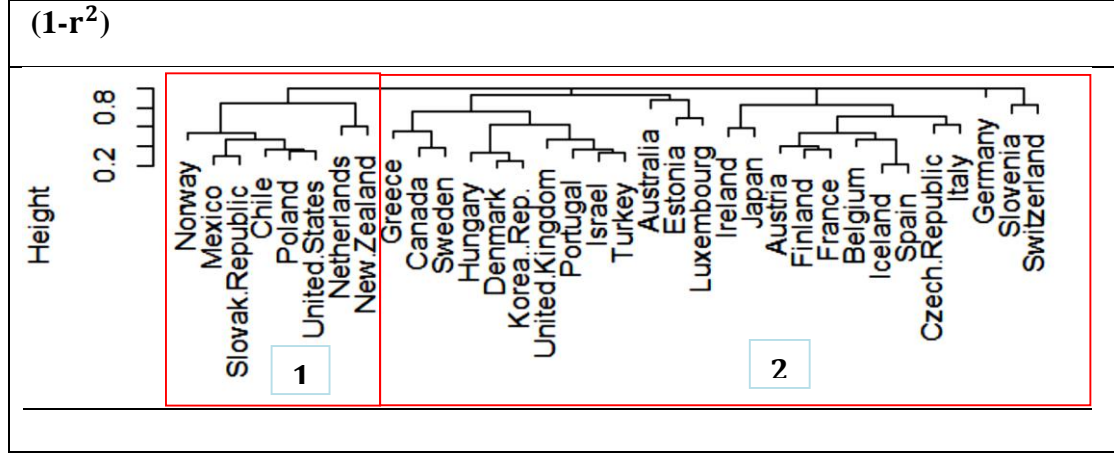 (1-r²)
0.8
0.2
Height
Norway
Mexico
Slovak.Republic
Chile
Poland
United.States
Netherlands
New.Zealand
Greece
Canada
Sweden
Hungary
Denmark
Korea..Rep.
United.Kingdom
Portugal
Israel
Turkey
Australia
Estonia
Luxembourg
Ireland
Japan
Austria
Finland
France
Belgium
Iceland
Spain
Czech.Republic
Italy
Germany
Slovenia
Switzerland
1
2